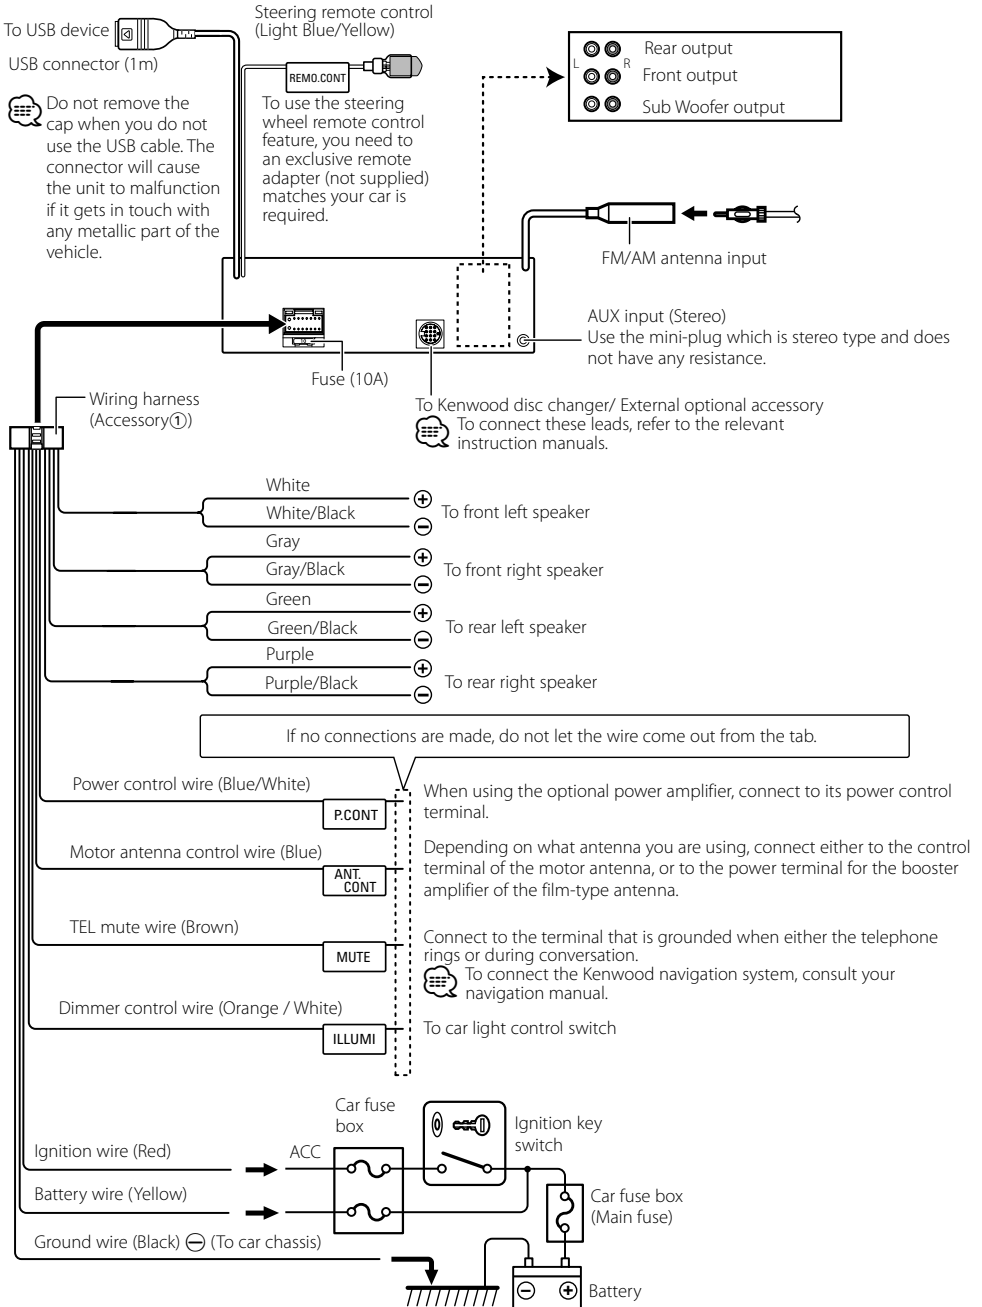 Steering remote control
(Light Blue/Yellow)
To USB device
USB connector (1m)
REMO.CONT
Do not remove the
cap when you do not
use the USB cable. The
connector will cause
the unit to malfunction
if it gets in touch with
any metallic part of the
vehicle.
To use the steering
wheel remote control
feature, you need to
an exclusive remote
adapter (not supplied)
matches your car is
required.
L
R
Rear output
Front output
Sub Woofer output
FM/AM antenna input
AUX input (Stereo)
Use the mini-plug which is stereo type and does
not have any resistance.
Fuse (10A)
Wiring harness
(Accessory①)
To Kenwood disc changer/ External optional accessory
To connect these leads, refer to the relevant
instruction manuals.
White
White/Black
⊕
⊖
To front left speaker
Gray
Gray/Black
⊕
⊖
To front right speaker
Green
Green/Black
⊕
⊖
To rear left speaker
Purple
Purple/Black
⊕
⊖
To rear right speaker
If no connections are made, do not let the wire come out from the tab.
Power control wire (Blue/White)
P.CONT
When using the optional power amplifier, connect to its power control
terminal.
Motor antenna control wire (Blue)
ANT.
CONT
Depending on what antenna you are using, connect either to the control
terminal of the motor antenna, or to the power terminal for the booster
amplifier of the film-type antenna.
TEL mute wire (Brown)
MUTE
Connect to the terminal that is grounded when either the telephone
rings or during conversation.
To connect the Kenwood navigation system, consult your
navigation manual.
Dimmer control wire (Orange / White)
ILLUMI
To car light control switch
Car fuse
box
Ignition key
switch
Ignition wire (Red)
ACC
Battery wire (Yellow)
Car fuse box
(Main fuse)
Ground wire (Black) ⊖ (To car chassis)
⊖ ⊕ Battery